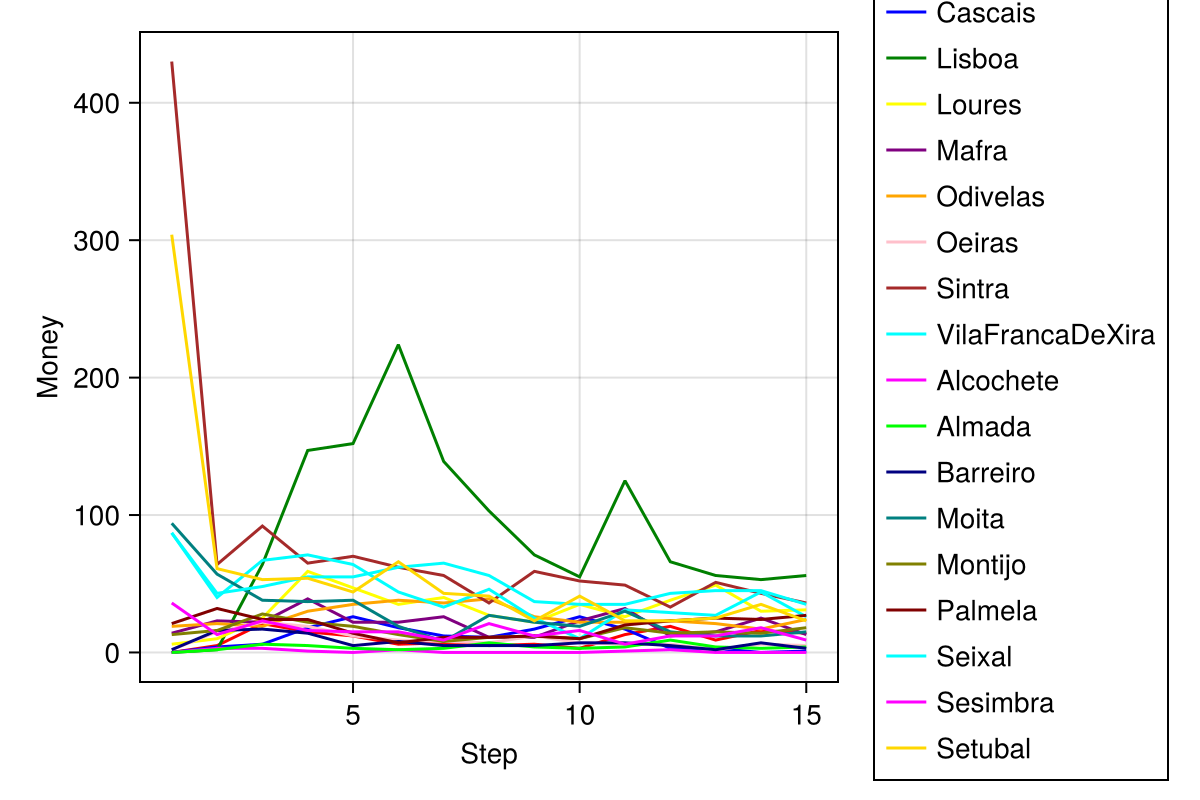 400
300
200
100
0
Money
5
10
15
Step
Cascais
Lisboa
Loures
Mafra
Odivelas
Oeiras
Sintra
VilaFrancaDeXira
Alcochete
Almada
Barreiro
Moita
Montijo
Palmela
Seixal
Sesimbra
Setubal